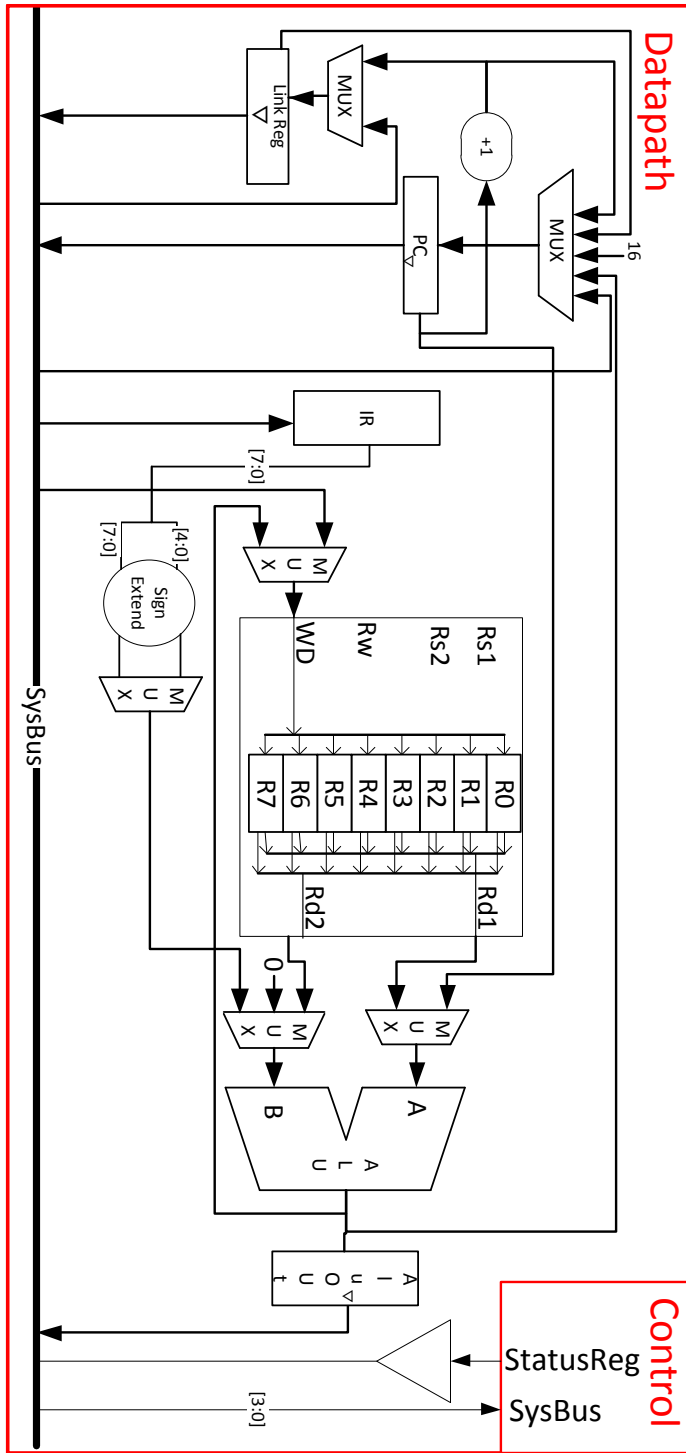 Datapath
Control
MUX
Link Reg
+1
PC
MUX
16
IR
[7:0]
[4:0]
[7:0]
Sign
Extend
MUX
MUX
WD
Rw
Rs2
Rs1
R7
R6
R5
R4
R3
R2
R1
R0
Rd2
Rd1
0
MUX
MUX
A
B
ALU
AluOUt
StatusReg
SysBus
[3:0]
SysBus